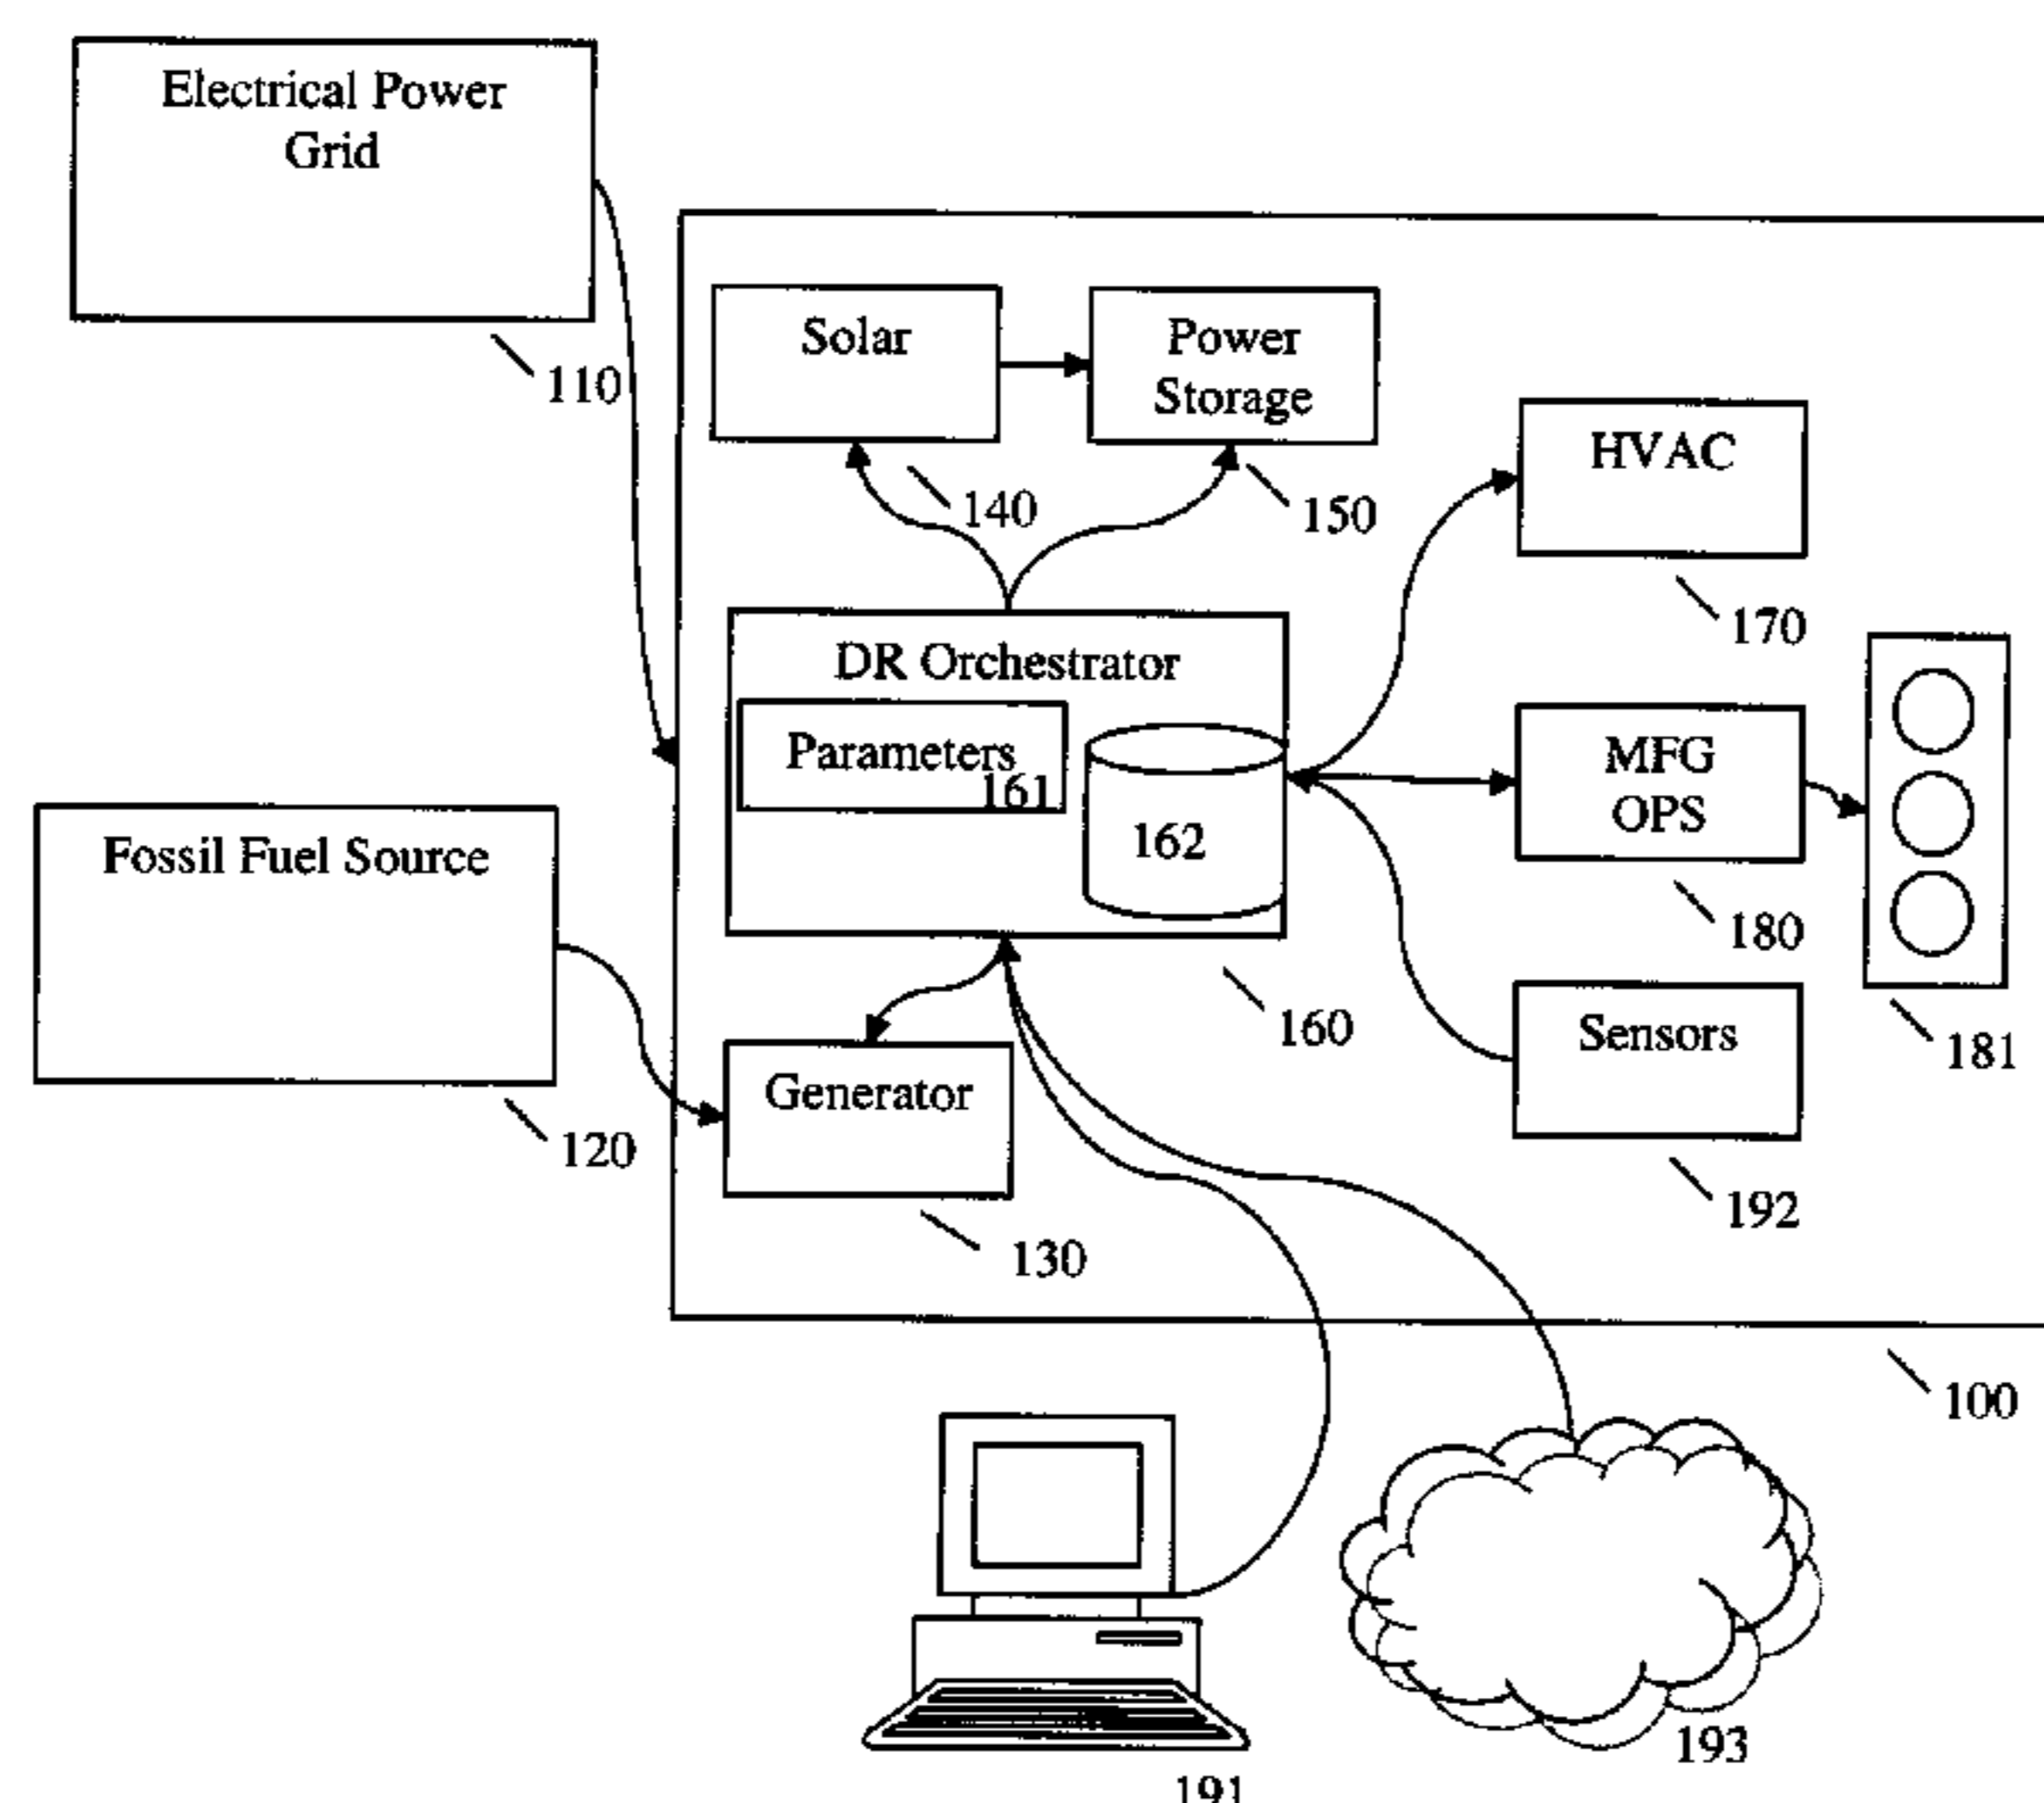 Electrical Power
Grid
110
Solar
140
Power
Storage
150
HVAC
170
DR Orchestrator
Parameters
161
162
160
MFG
OPS
180
181
Fossil Fuel Source
120
Generator
130
Sensors
192
100
191
193